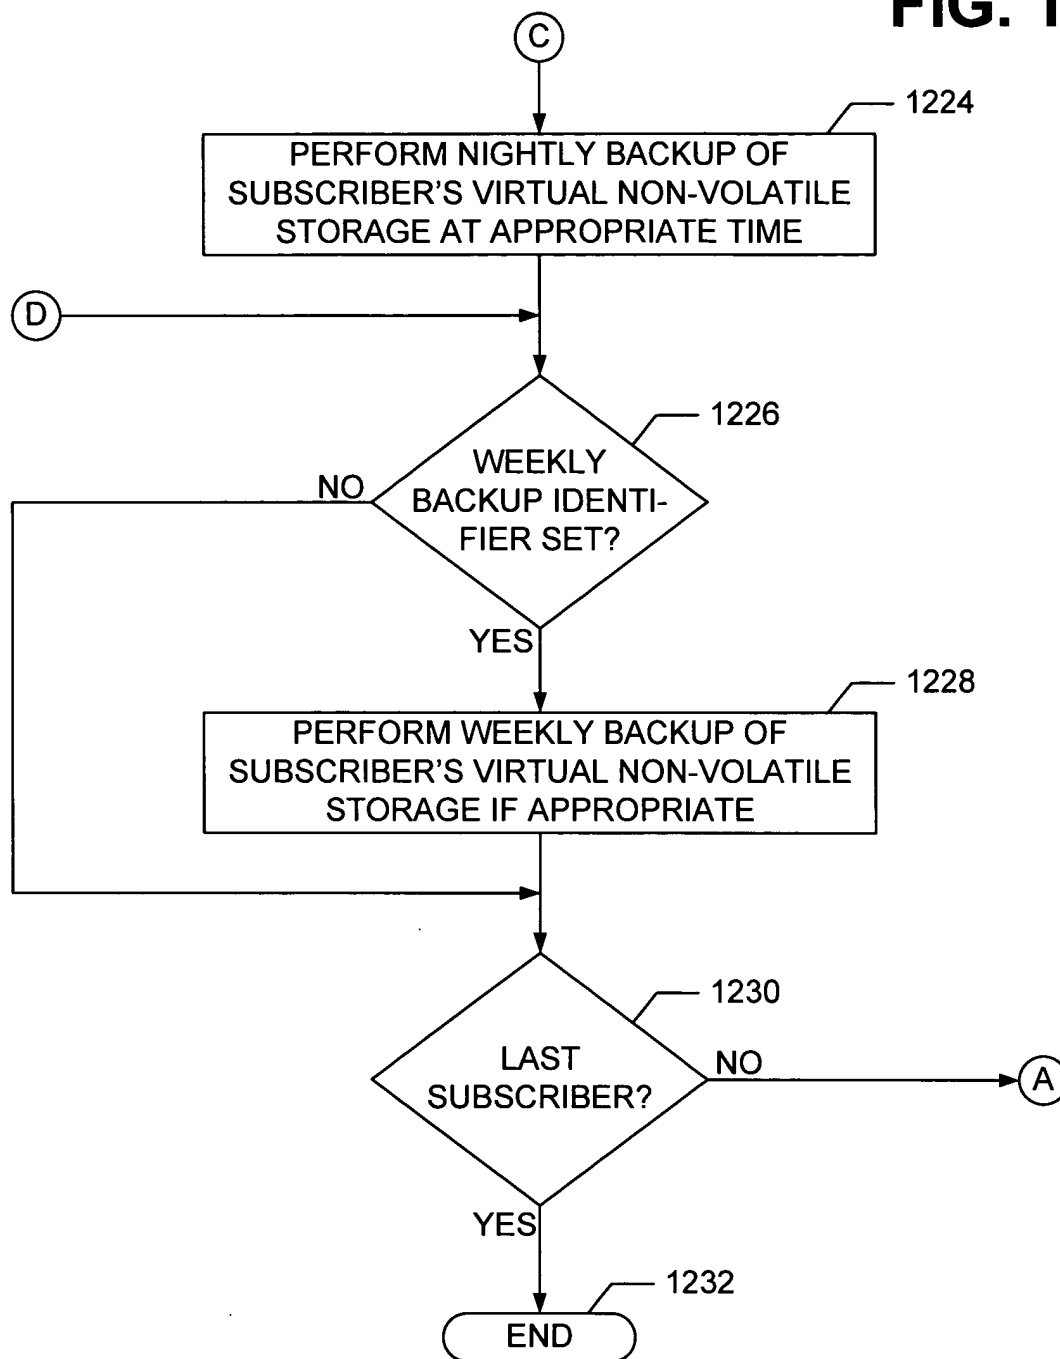 FIG. 1
C
1224
PERFORM NIGHTLY BACKUP OF
SUBSCRIBER'S VIRTUAL NON-VOLATILE
STORAGE AT APPROPRIATE TIME
D
1226
WEEKLY
BACKUP IDENTI-
FIER SET?
NO
YES
1228
PERFORM WEEKLY BACKUP OF
SUBSCRIBER'S VIRTUAL NON-VOLATILE
STORAGE IF APPROPRIATE
1230
LAST
SUBSCRIBER?
NO
A
YES
1232
END